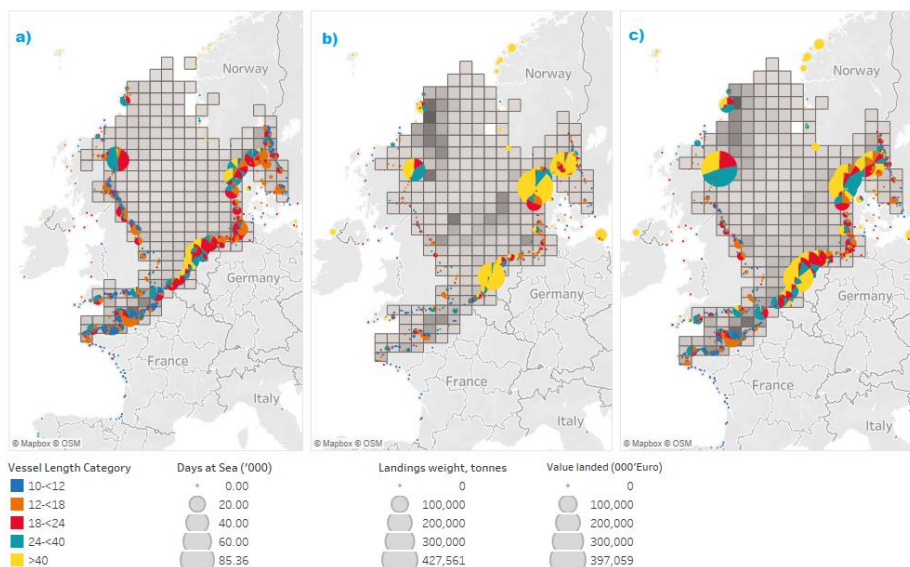 a)
b)
c)
Norway
Norway
Norway
Germany
Germany
Germany
France
France
France
Italy
Italy
Italy
© Mapbox © OSM
© Mapbox © OSM
© Mapbox © OSM
Vessel Length Category
10-<12
12-<18
18-<24
24-<40
>40
Days at Sea ('000)
0.00
20.00
40.00
60.00
85.36
Landings weight, tonnes
0
100,000
200,000
300,000
427,561
Value landed (000'Euro)
0
100,000
200,000
300,000
397,059